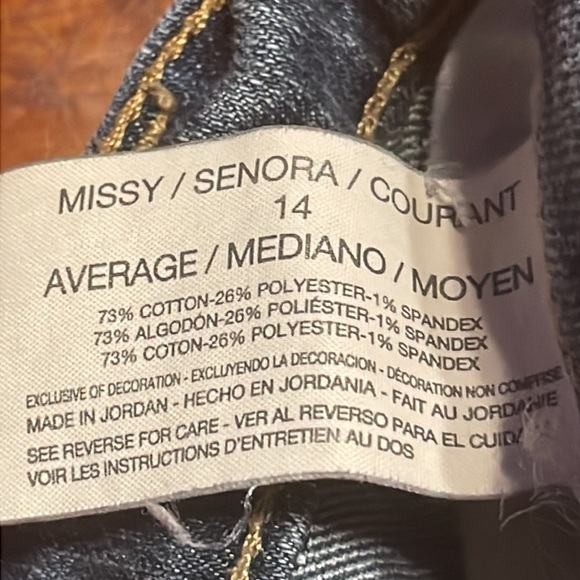 MISSY / SENORA / COURANT
14
AVERAGE / MEDIANO / MOYEN
73% COTTON-26% POLYESTER-1% SPANDEX
73% ALGODÓN-26% POLIÉSTER-1% SPANDEX
73% COTON-26% POLYESTER-1% SPANDEX
EXCLUSIVE OF DECORATION - EXCLUYENDO LA DECORACION - DÉCORATION NON COMPRISE
MADE IN JORDAN - HECHO EN JORDANIA - FAIT AU JORDANIE
SEE REVERSE FOR CARE - VER AL REVERSO PARA EL
VOIR LES INSTRUCTIONS D'ENTRETIEN AU DOS